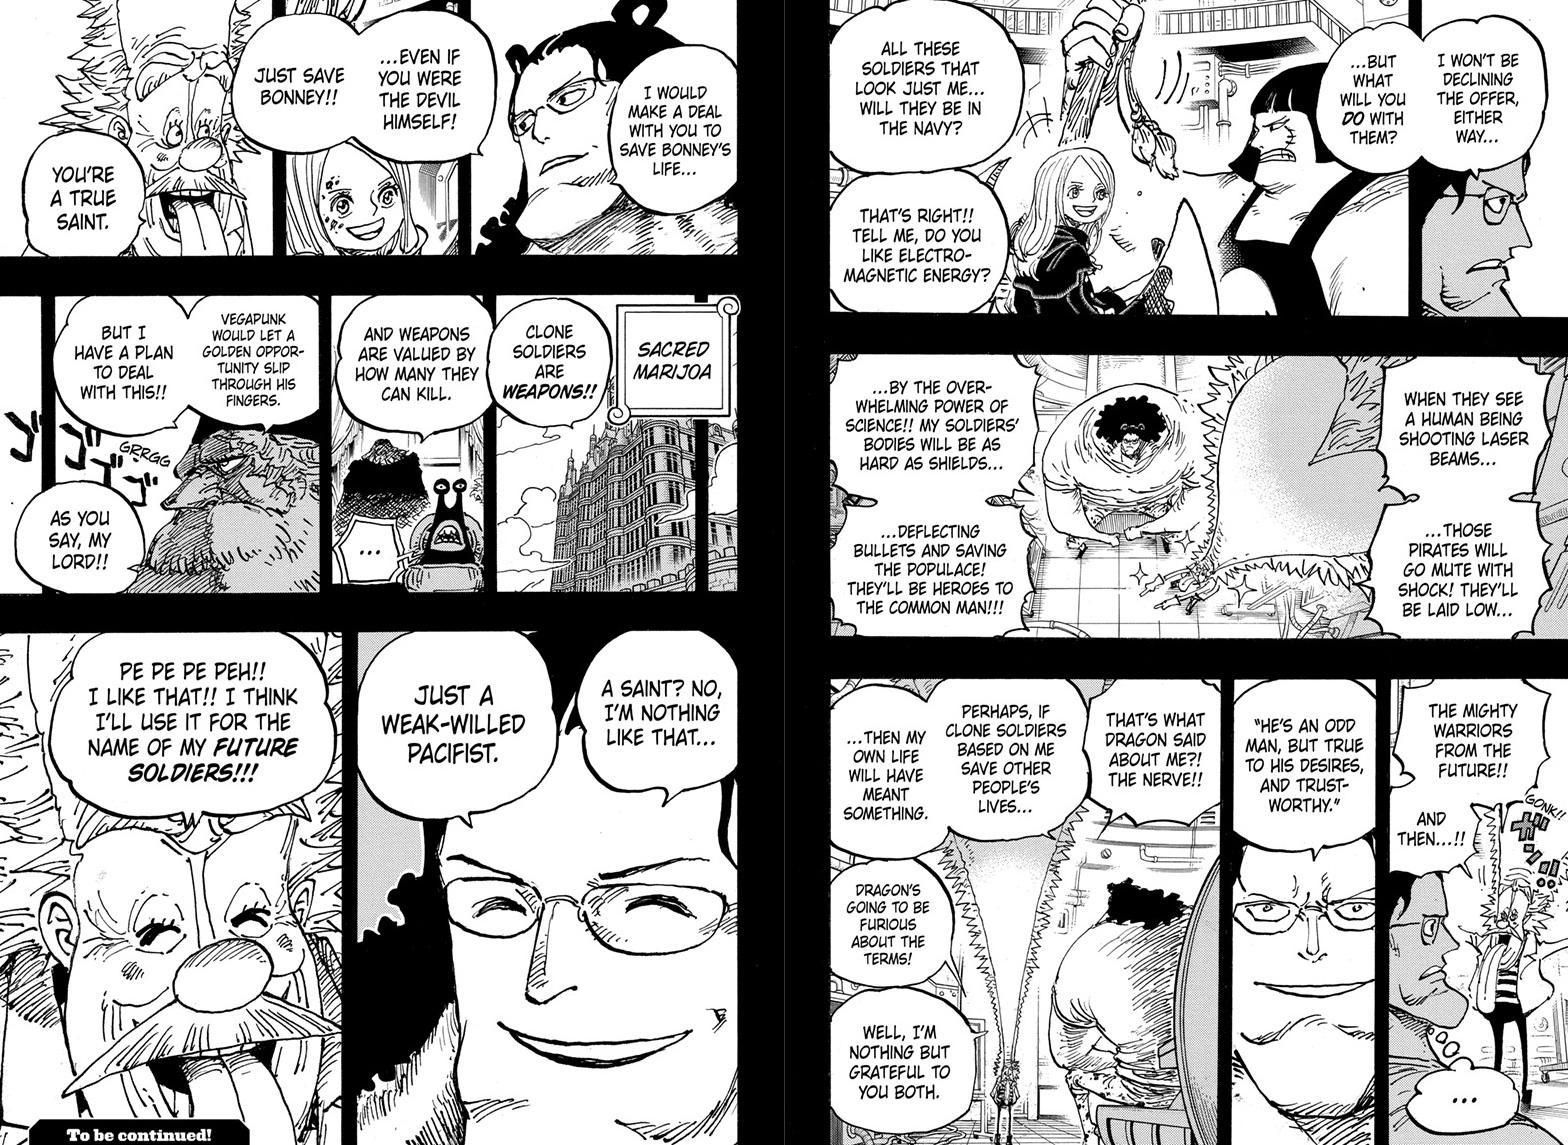 I WON'T BE
DECLINING
THE OFFER,
EITHER
WAY...
...BUT
WHAT
WILL YOU
DO WITH
THEM?
ALL THESE
SOLDIERS THAT
LOOK JUST ME...
WILL THEY BE IN
THE NAVY?
THAT'S RIGHT!!
TELL ME, DO YOU
LIKE ELECTRO-
MAGNETIC ENERGY?
WHEN THEY SEE
A HUMAN BEING
SHOOTING LASER
BEAMS...
...THOSE
PIRATES WILL
GO MUTE WITH
SHOCK! THEY'LL
BE LAID LOW...
...BY THE OVER-
WHELMING POWER OF
SCIENCE!! MY SOLDIERS'
BODIES WILL BE AS
HARD AS SHIELDS...
...DEFLECTING
BULLETS AND SAVING
THE POPULACE!
THEY'LL BE HEROES TO
THE COMMON MAN!!!
THE MIGHTY
WARRIORS
FROM THE
FUTURE!!
AND
THEN...!!
GONK!!
ガン!!
...
"HE'S AN ODD
MAN, BUT TRUE
TO HIS DESIRES,
AND TRUST-
WORTHY."
THAT'S WHAT
DRAGON SAID
ABOUT ME?!
THE NERVE!!
PERHAPS, IF
CLONE SOLDIERS
BASED ON ME
SAVE OTHER
PEOPLE'S
LIVES...
...THEN MY
OWN LIFE
WILL HAVE
MEANT
SOMETHING.
DRAGON'S
GOING TO BE
FURIOUS
ABOUT THE
TERMS!
WELL, I'M
NOTHING BUT
GRATEFUL TO
YOU BOTH.
I WOULD
MAKE A DEAL
WITH YOU TO
SAVE BONNEY'S
LIFE...
...EVEN IF
YOU WERE
THE DEVIL
HIMSELF!
JUST SAVE
BONNEY!!
YOU'RE
A TRUE
SAINT.
SACRED
MARIJOA
CLONE
SOLDIERS
ARE
WEAPONS!!
AND WEAPONS
ARE VALUED BY
HOW MANY THEY
CAN KILL.
...
VEGAPUNK
WOULD LET A
GOLDEN OPPOR-
TUNITY SLIP
THROUGH HIS
FINGERS.
BUT I
HAVE A PLAN
TO DEAL
WITH THIS!!
GRRGG
ゴゴゴゴ
AS YOU
SAY, MY
LORD!!
A SAINT? NO,
I'M NOTHING
LIKE THAT...
JUST A
WEAK-WILLED
PACIFIST.
PE PE PE PEH!!
I LIKE THAT!! I THINK
I'LL USE IT FOR THE
NAME OF MY FUTURE
SOLDIERS!!!
To be continued!